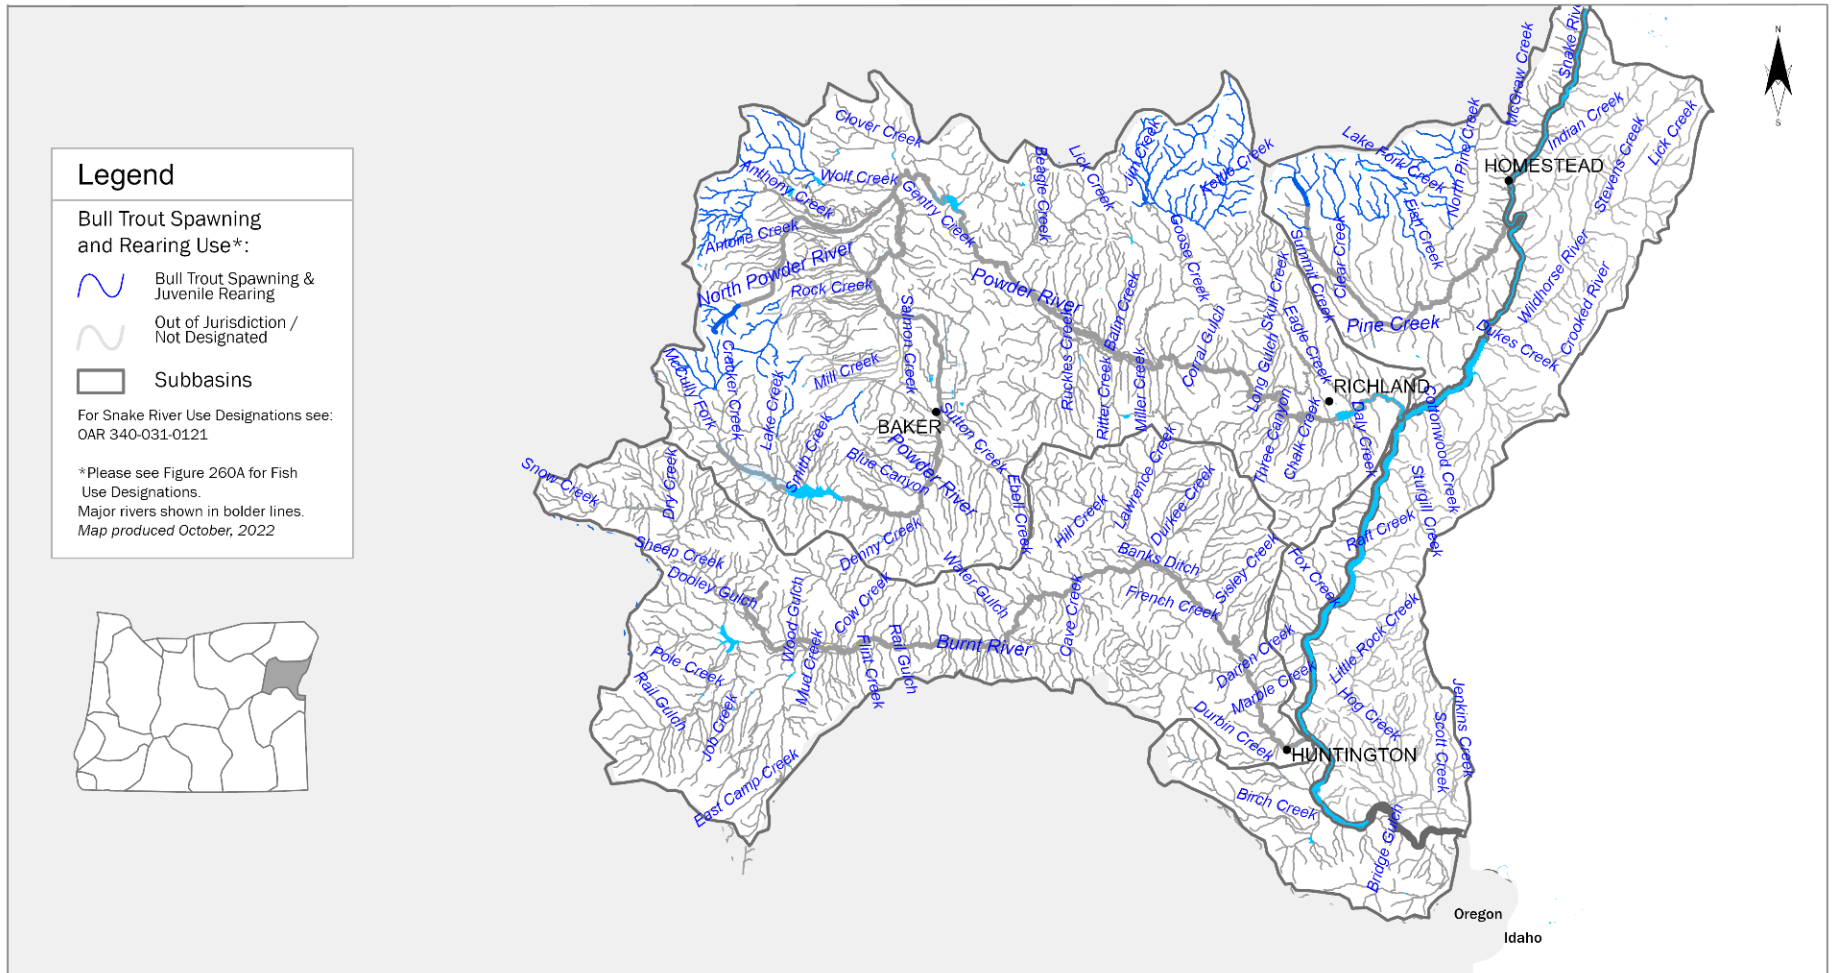 Legend
Bull Trout Spawning
and Rearing Use*:
Bull Trout Spawning &
Juvenile Rearing
Out of Jurisdiction /
Not Designated
Subbasins
For Snake River Use Designations see:
OAR 340-031-0121
*Please see Figure 260A for Fish
Use Designations.
Major rivers shown in bolder lines.
Map produced October, 2022
N
S
McGraw Creek
Snake River
Indian Creek
Stevens Creek
Lick Creek
HOMESTEAD
North Pine Creek
Lake Fork Creek
Fish Creek
Clear Creek
Summit Creek
Pine Creek
Wildhorse River
Crooked River
Dukes Creek
Clover Creek
Wolf Creek
Anthony Creek
Antone Creek
Gentry Creek
Beagle Creek
Lick Creek
Jim Creek
Kettle Creek
Goose Creek
North Powder River
Rock Creek
Powder River
Salmon Creek
Ruckles Creek
Balm Creek
Ritter Creek
Miller Creek
Corral Gulch
Skull Creek
Long Gulch
Eagle Creek
RICHLAND
Three Canyon
Chalk Creek
Daly Creek
Cottonwood Creek
Sturgill Creek
McCully Fork
Cracker Creek
Lake Creek
Mill Creek
Smith Creek
BAKER
Sutton Creek
Blue Canyon
Powder River
Ebell Creek
Snow Creek
Dry Creek
Denny Creek
Hill Creek
Lawrence Creek
Durkee Creek
Banks Ditch
Sisley Creek
Fox Creek
Raft Creek
Sheep Creek
Dooley Gulch
Wood Gulch
Cow Creek
Water Gulch
Cave Creek
French Creek
Burnt River
Pole Creek
Rail Gulch
Job Creek
Mud Creek
Flint Creek
Rail Gulch
East Camp Creek
Darren Creek
Marble Creek
Durbin Creek
Little Rock Creek
Hog Creek
Scott Creek
Jenkins Creek
HUNTINGTON
Birch Creek
Bridge Gulch
Oregon
Idaho